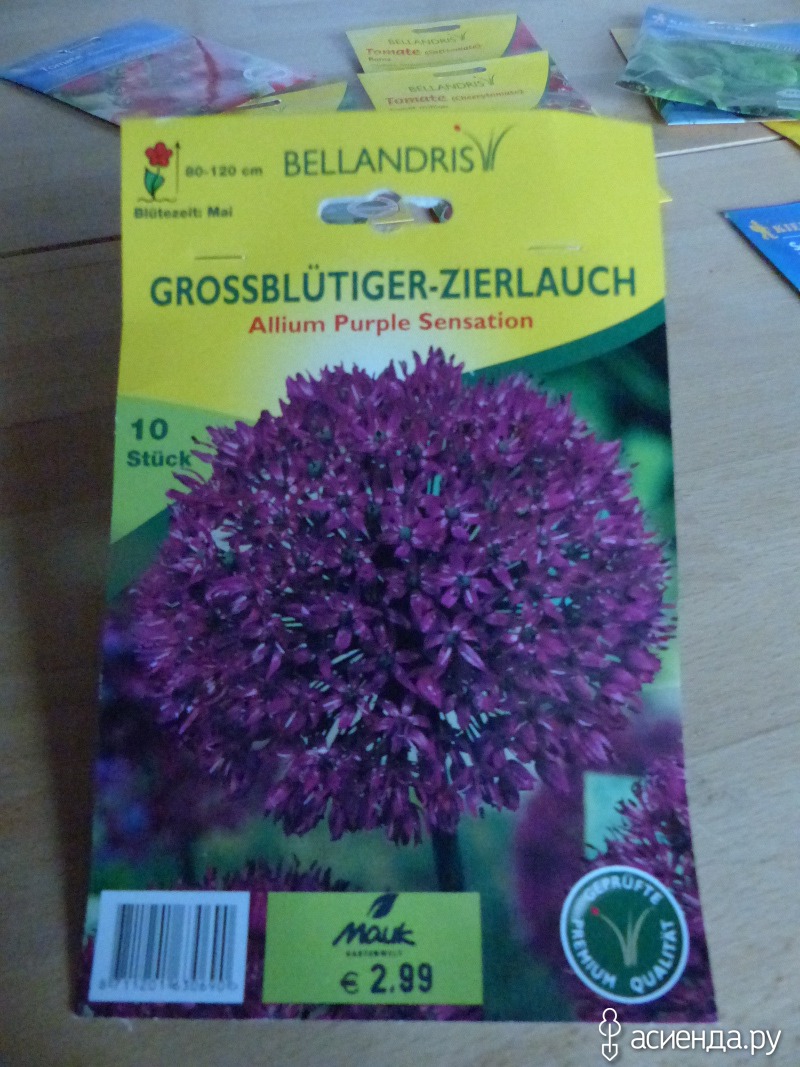 BELLANDRIS
Tomate
BELLANDRIS
Tomate
80-120 cm
BELLANDRIS
Blütezeit: Mai
GROSSBLÜTIGER-ZIERLAUCH
Allium Purple Sensation
10
Stück
GEPRÜFTE
PREMIUM QUALITÄT
Mauk
GARTENWELT
€ 2.99
асиенда.ру